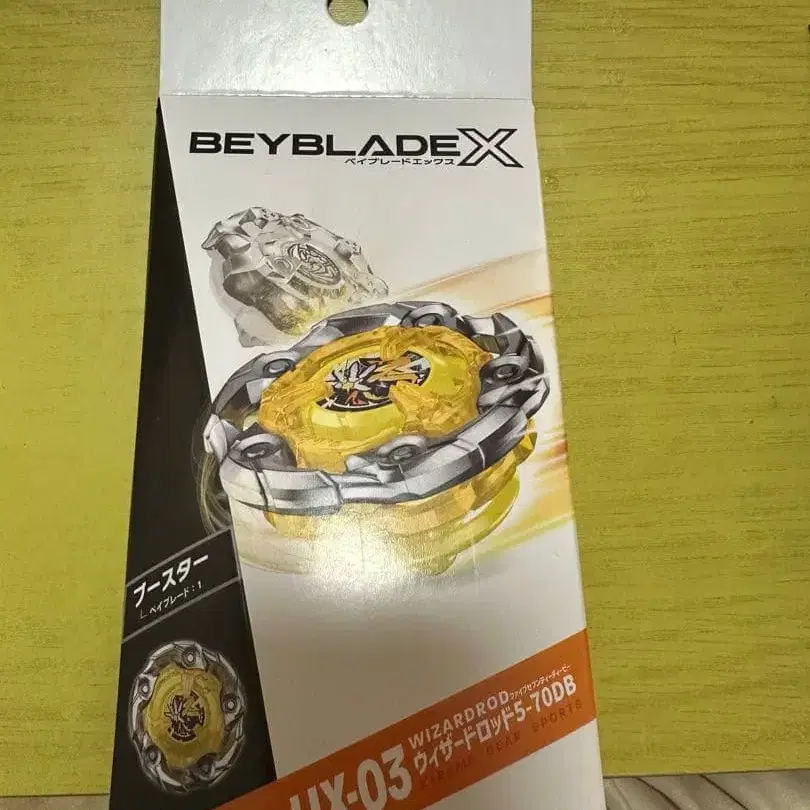 BEYBLADE X
ベイブレードエックス
ブースター
ベイブレード:1
UX-03
WIZARDROD
ファイブセブンティーディービー
ウィザードロッド5-70DB
XTREME GEAR SPORTS